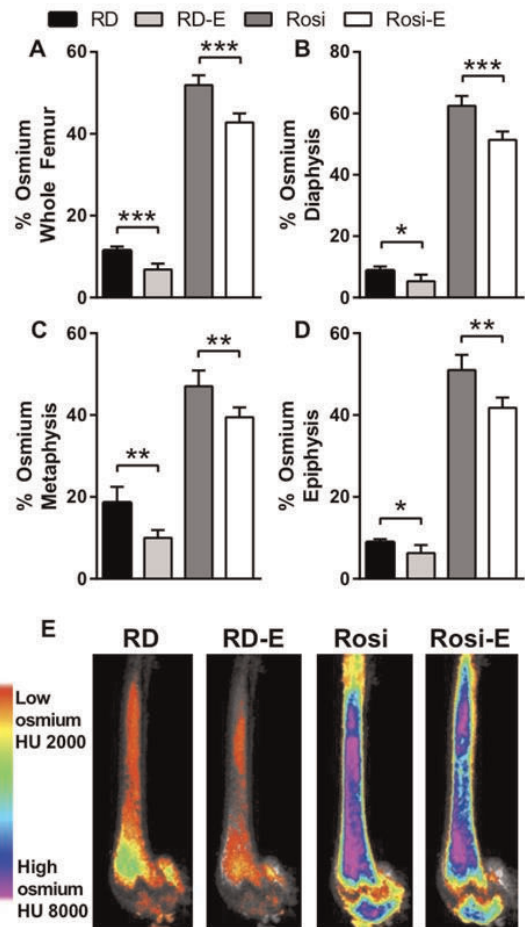 RD RD-E Rosi Rosi-E
A
% Osmium
Whole Femur
60
40
20
0
***
***
B
% Osmium
Diaphysis
80
60
40
20
0
*
***
C
% Osmium
Metaphysis
60
40
20
0
**
**
D
% Osmium
Epiphysis
60
40
20
0
*
**
E
RD RD-E Rosi Rosi-E
Low
osmium
HU 2000
High
osmium
HU 8000